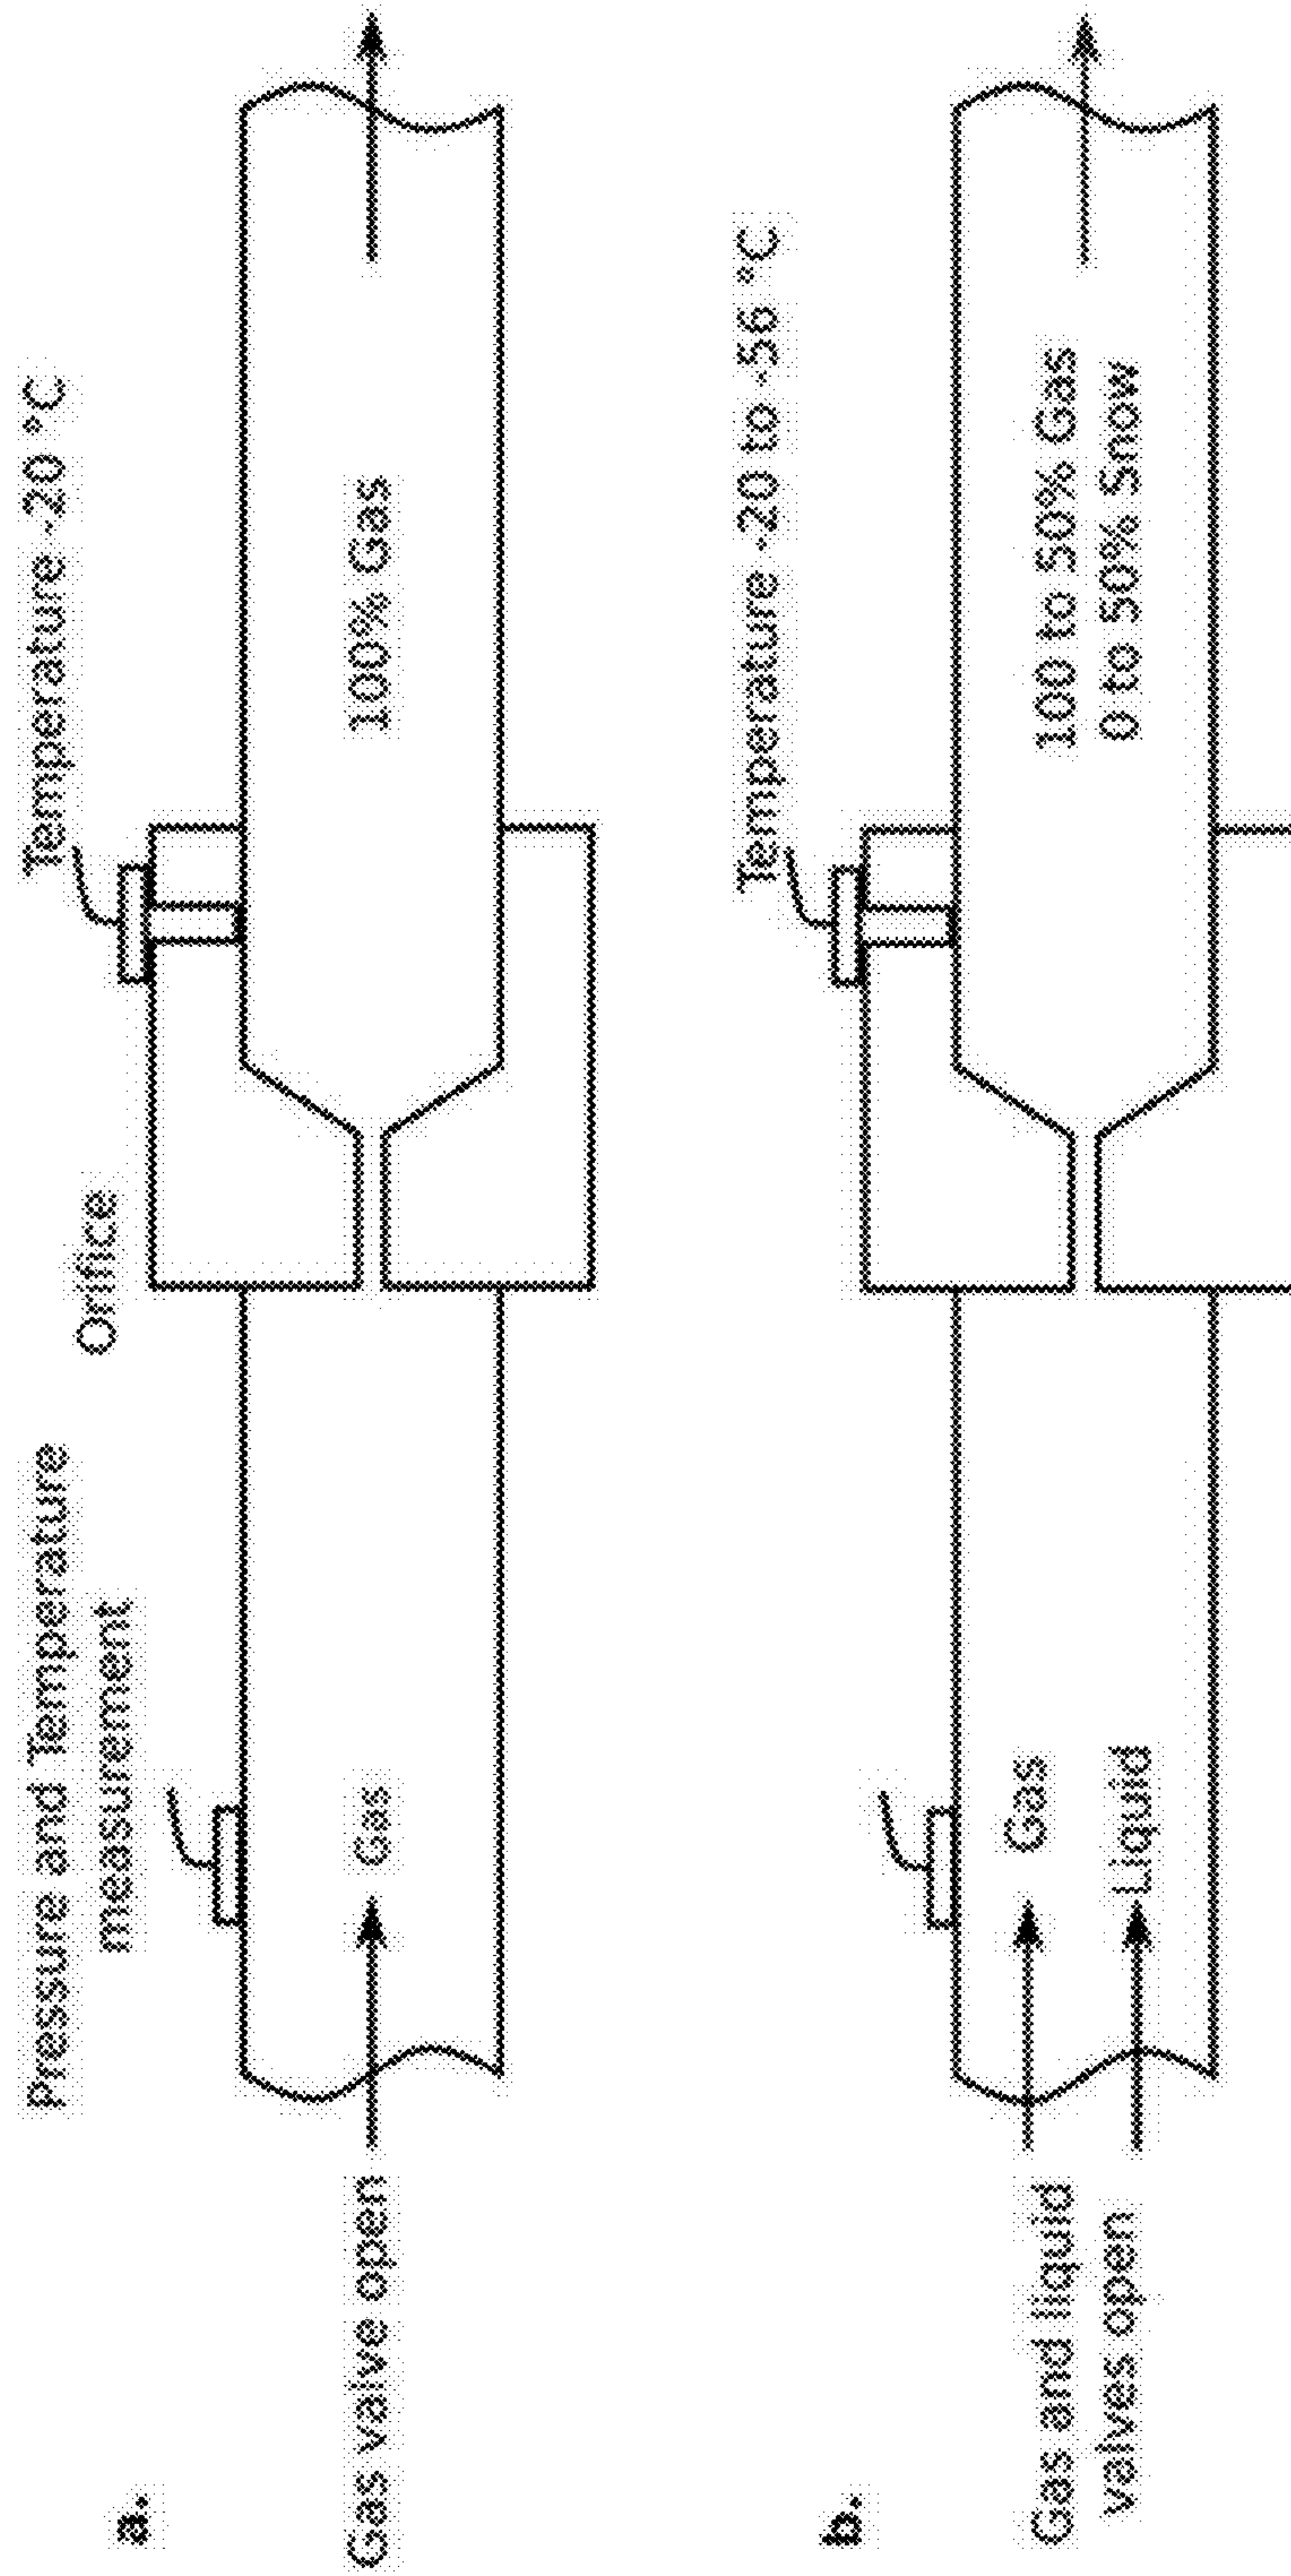 a.
Pressure and Temperature
measurement
Orifice
Temperature -20 °C
Gas valve open
Gas
100% Gas
b.
Temperature -20 to -56 °C
Gas and liquid
valves open
Gas
Liquid
100 to 50% Gas
0 to 50% Snow